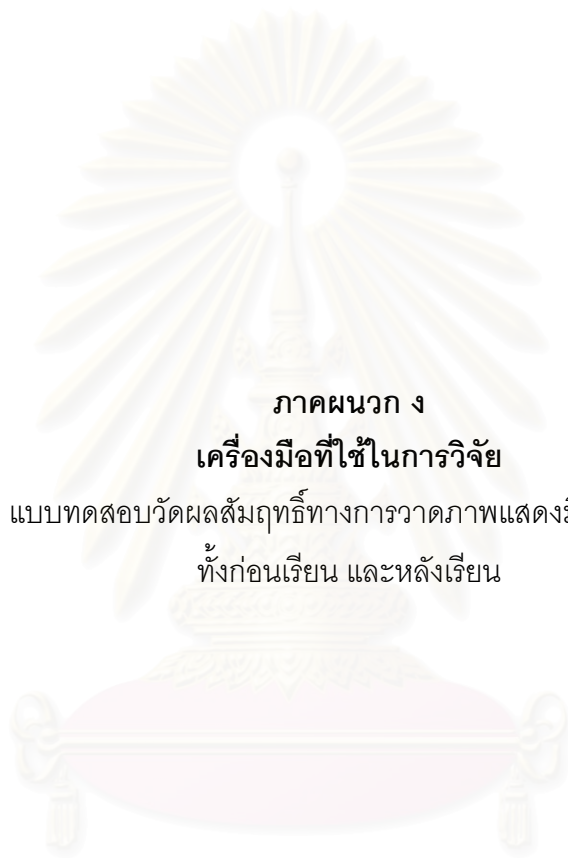 ภาคผนวก ง
เครื่องมือที่ใช้ในการวิจัย
แบบทดสอบวัดผลสัมฤทธิ์ทางการวาดภาพแสดง
ทั้งก่อนเรียน และหลังเรียน